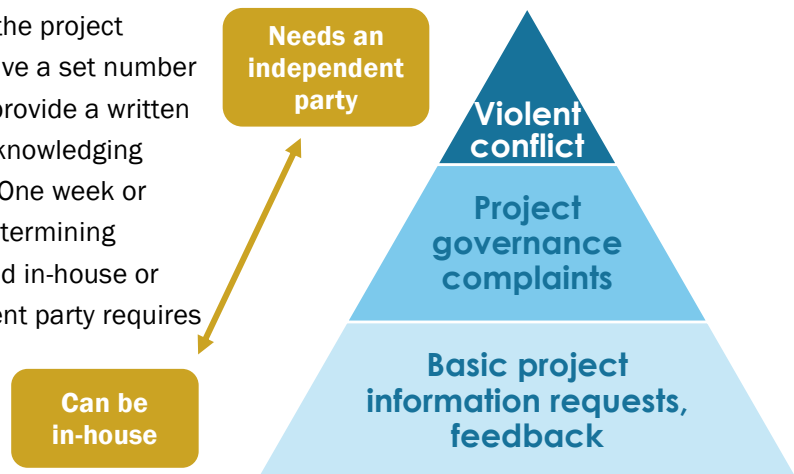 the project
ve a set number
provide a written
knowledging
One week or
termining
d in-house or
nt party requires
Needs an
independent
party
Can be
in-house
Violent
conflict
Project
governance
complaints
Basic project
information requests,
feedback